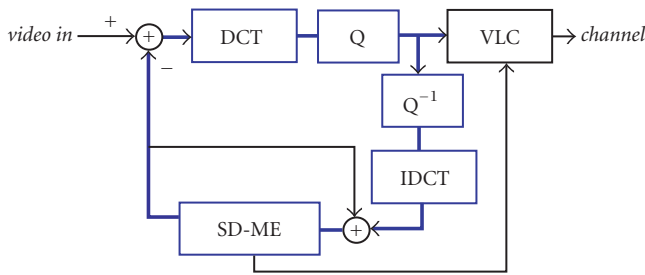 video in
+
+
DCT
Q
VLC
channel
−
Q⁻¹
IDCT
SD-ME
+